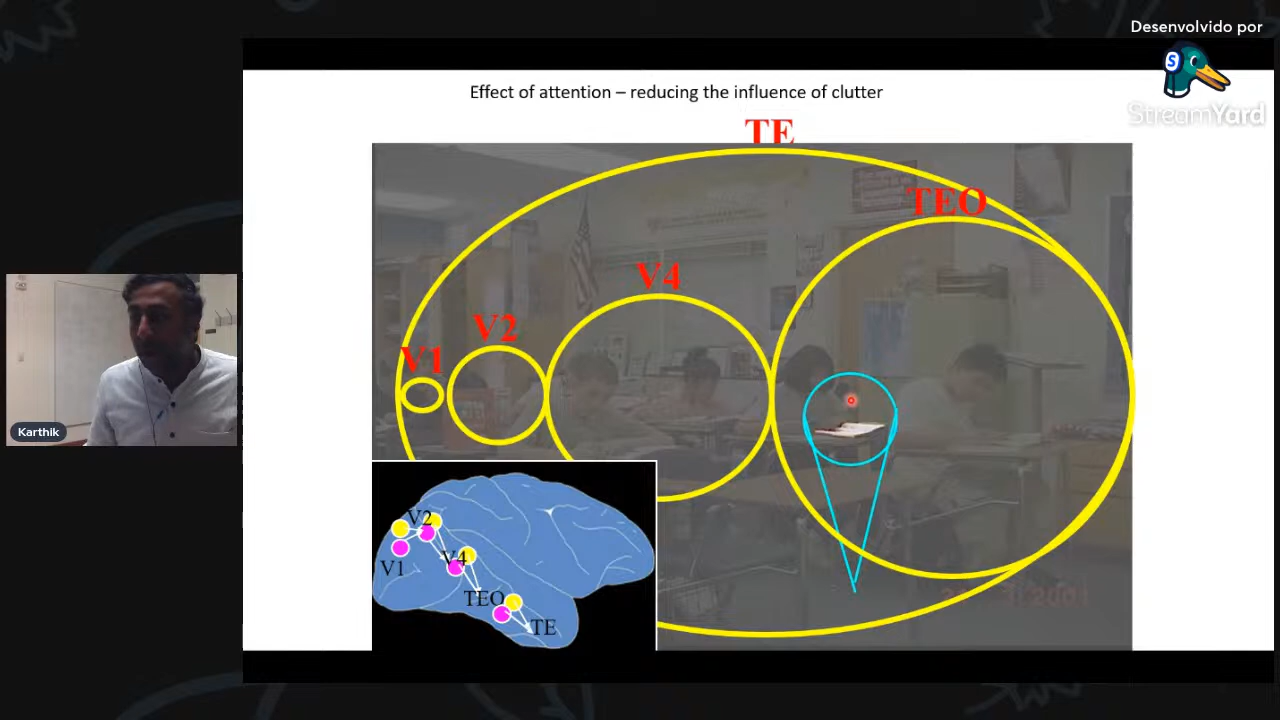 Desenvolvido por
S
StreamYard
Effect of attention – reducing the influence of clutter
TE
TEO
V4
V2
V1
Karthik
V2
V1
V4
TEO
TE